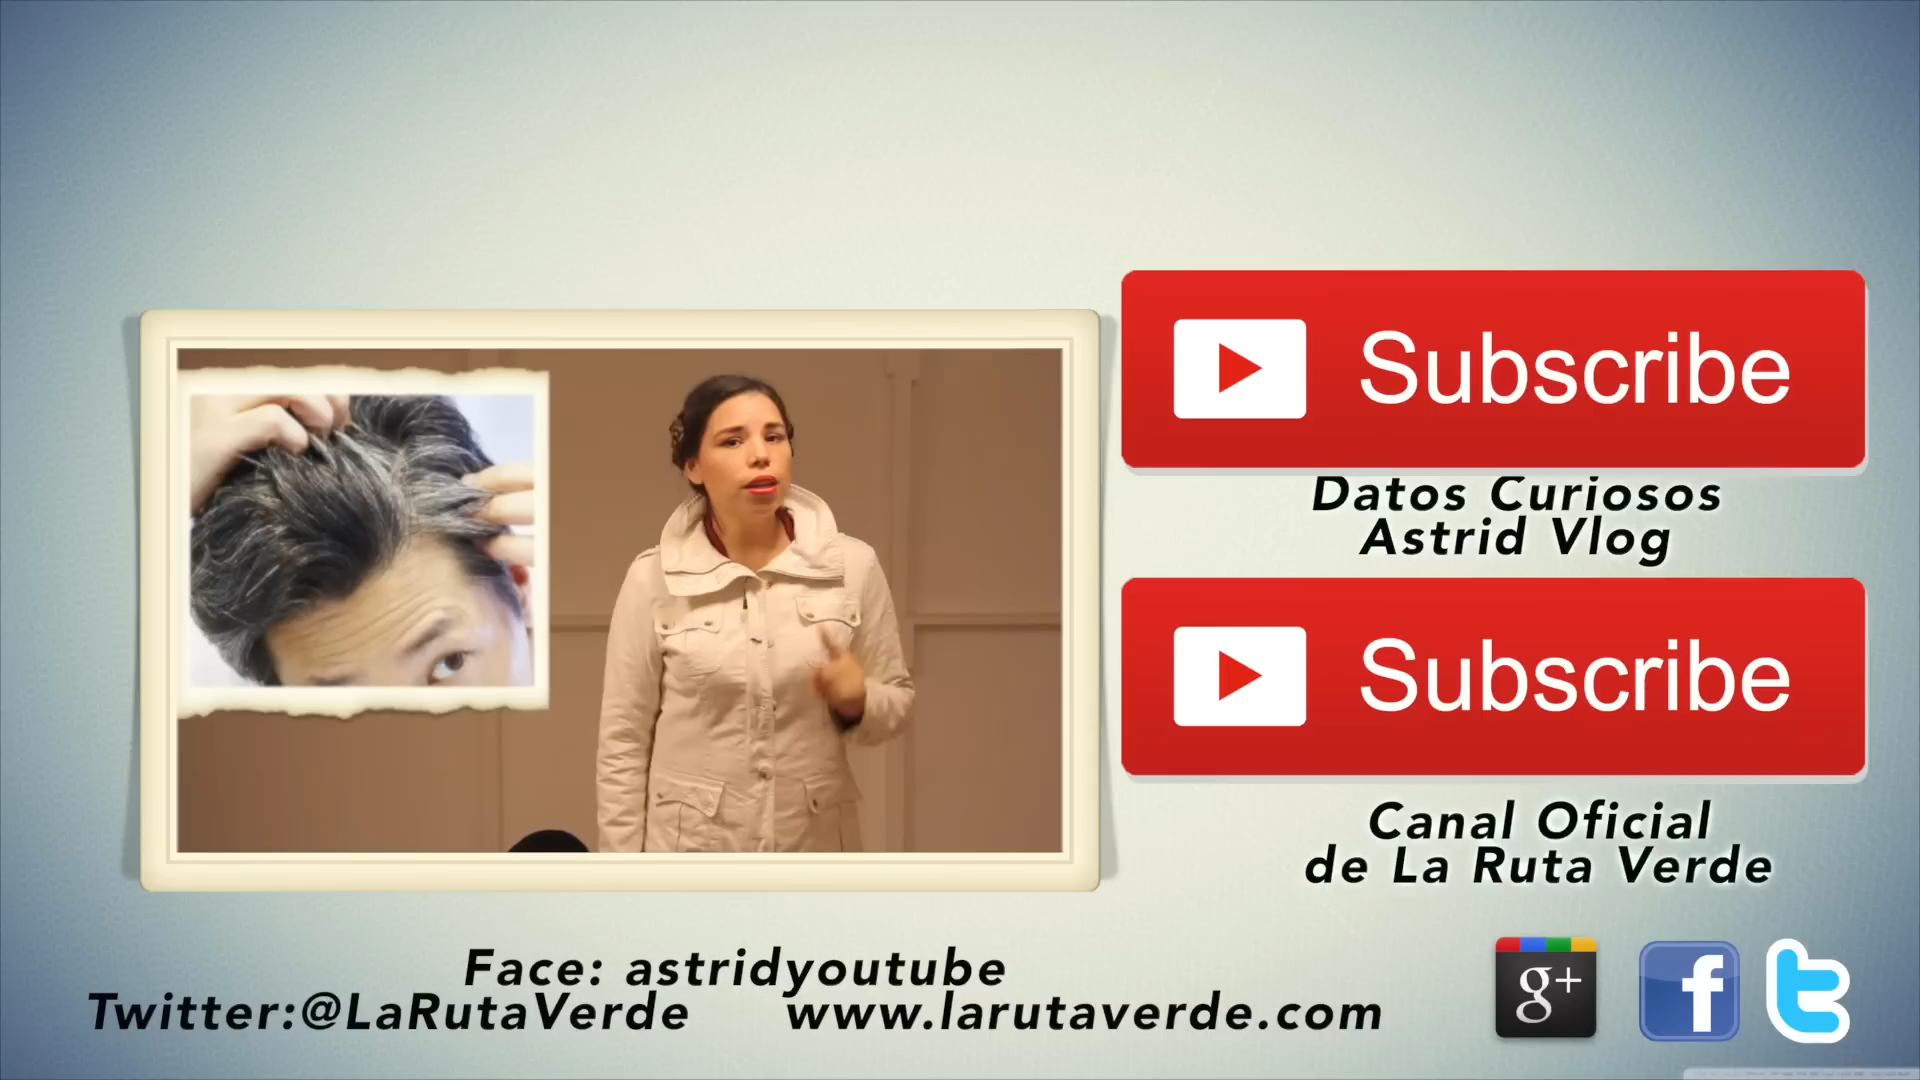 Subscribe
Datos Curiosos
Astrid Vlog
Subscribe
Canal Oficial
de La Ruta Verde
Face: astridyoutube
Twitter:@LaRutaVerde www.larutaverde.com
g+
f
t